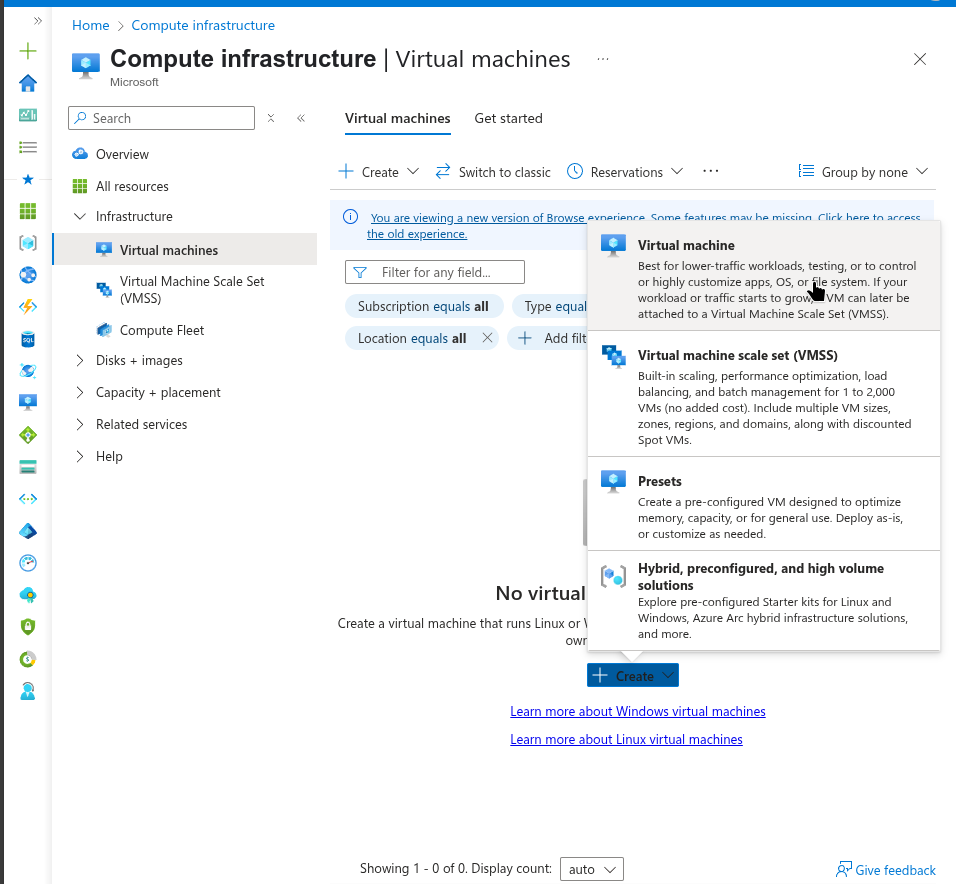 Home > Compute infrastructure
Compute infrastructure | Virtual machines ...
Microsoft
Search
Overview
All resources
Infrastructure
Virtual machines
Virtual Machine Scale Set
(VMSS)
Compute Fleet
Disks + images
Capacity + placement
Related services
Help
Virtual machines
Get started
Create
Switch to classic
Reservations
Group by none
You are viewing a new version of Browse experience. Some features may be missing. Click here to access
the old experience.
Filter for any field...
Subscription equals all
Type equal
Location equals all
Add filt
No virtual
Create a virtual machine that runs Linux or
own
Virtual machine
Best for lower-traffic workloads, testing, or to control
or highly customize apps, OS, or file system. If your
workload or traffic starts to grow, VM can later be
attached to a Virtual Machine Scale Set (VMSS).
Virtual machine scale set (VMSS)
Built-in scaling, performance optimization, load
balancing, and batch management for 1 to 2,000
VMs (no added cost). Include multiple VM sizes,
zones, regions, and domains, along with discounted
Spot VMs.
Presets
Create a pre-configured VM designed to optimize
memory, capacity, or for general use. Deploy as-is,
or customize as needed.
Hybrid, preconfigured, and high volume
solutions
Explore pre-configured Starter kits for Linux and
Windows, Azure Arc hybrid infrastructure solutions,
and more.
Create
Learn more about Windows virtual machines
Learn more about Linux virtual machines
Showing 1 - 0 of 0. Display count:
auto
Give feedback
SQL